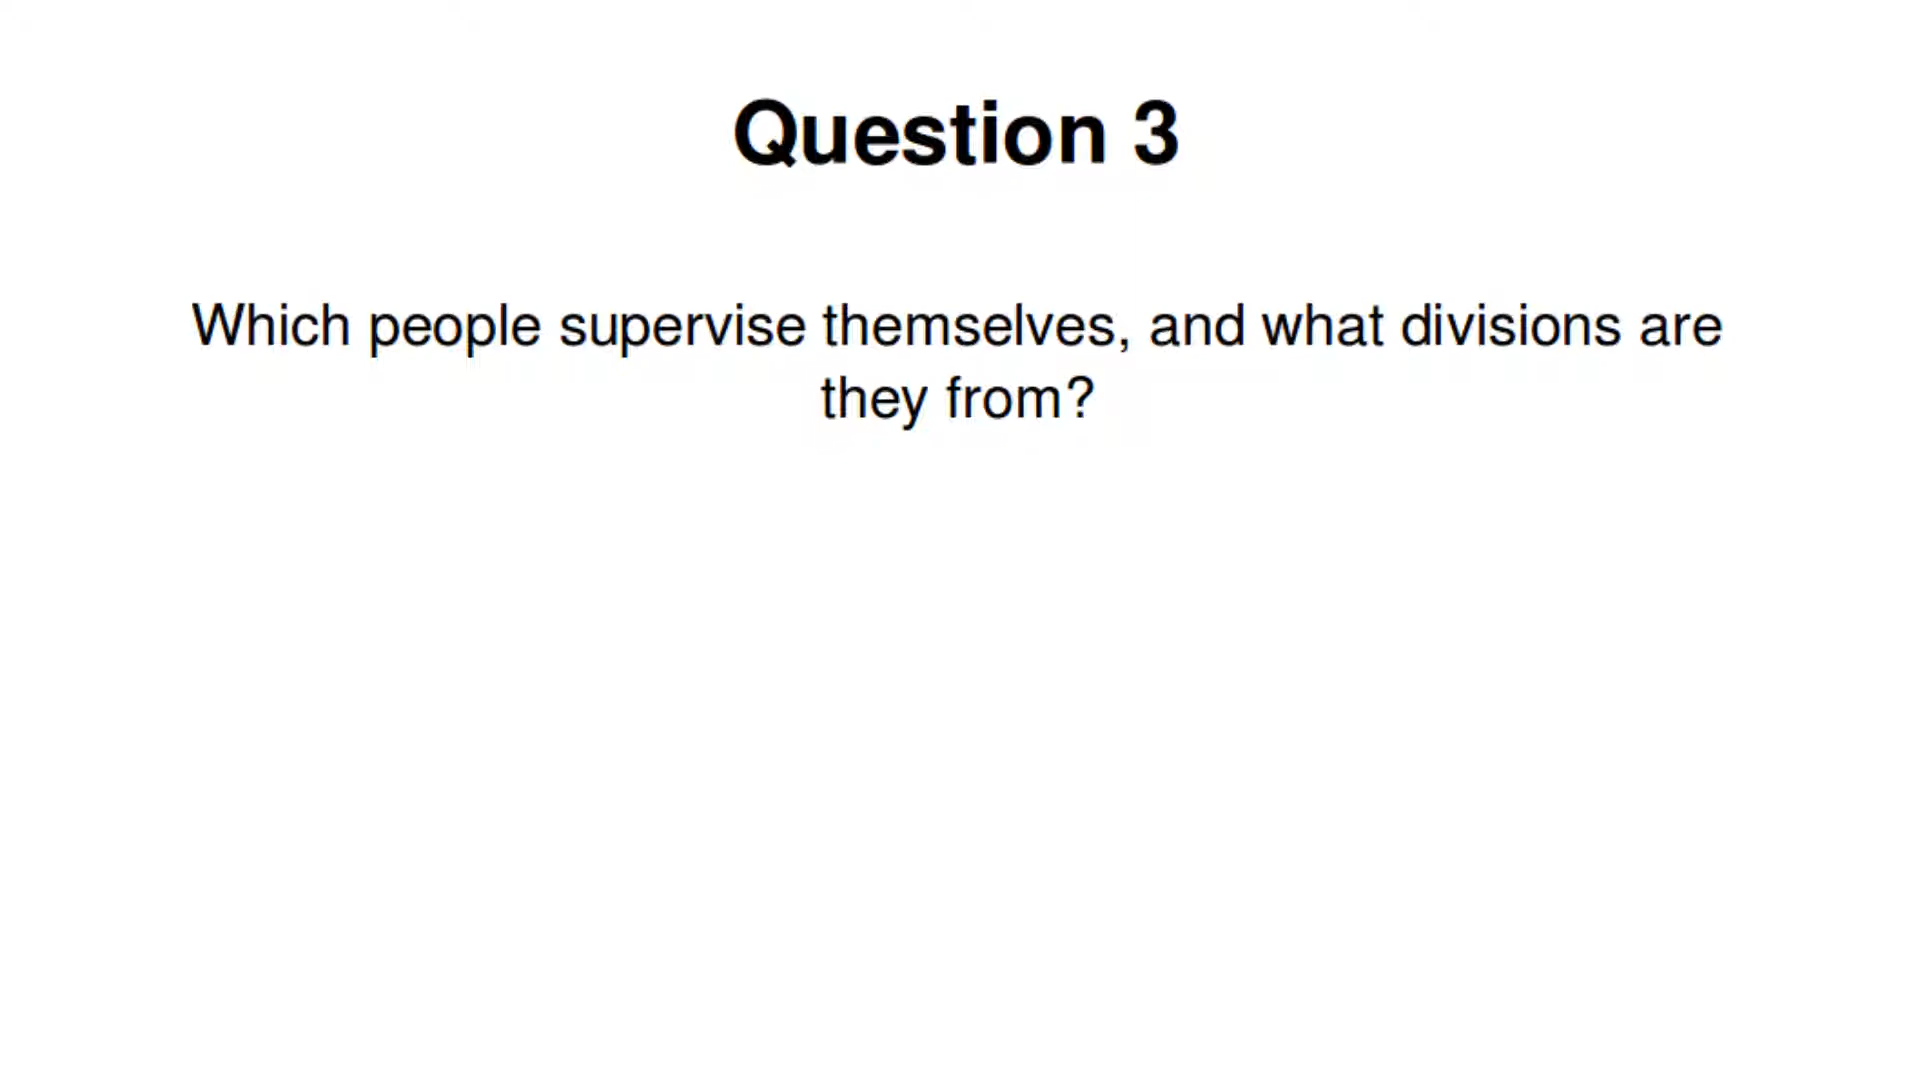 Question 3
Which people supervise themselves, and what divisions are
they from?